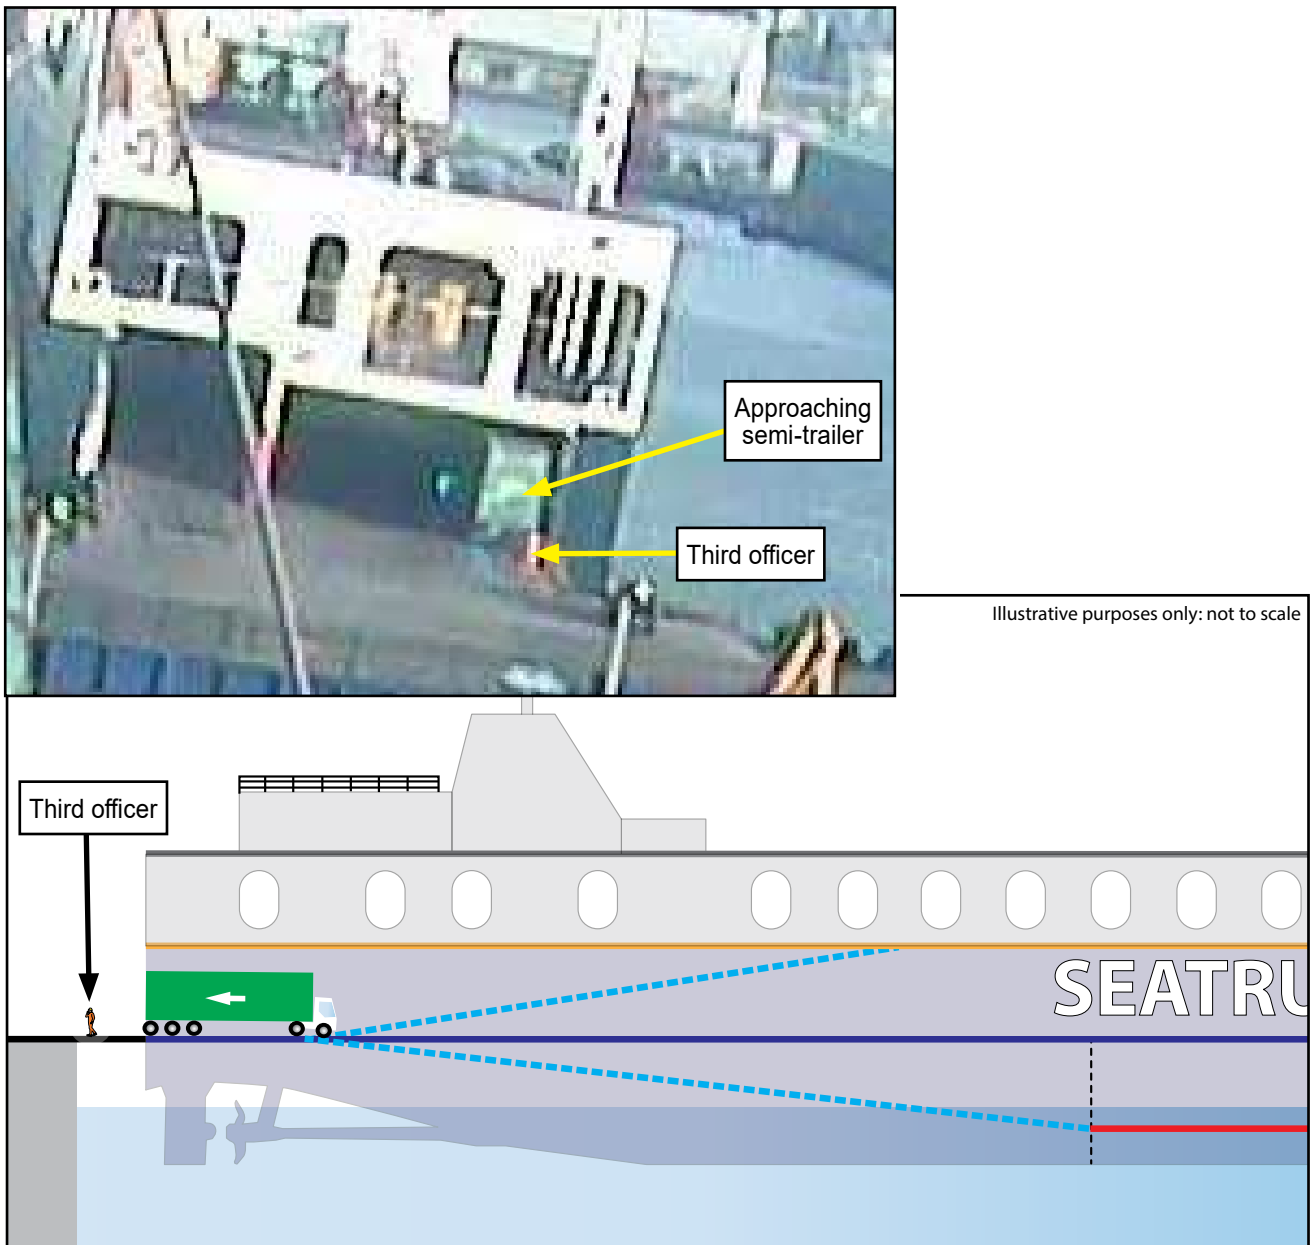 Approaching
semi-trailer
Third officer
Illustrative purposes only: not to scale
Third officer
SEATRU